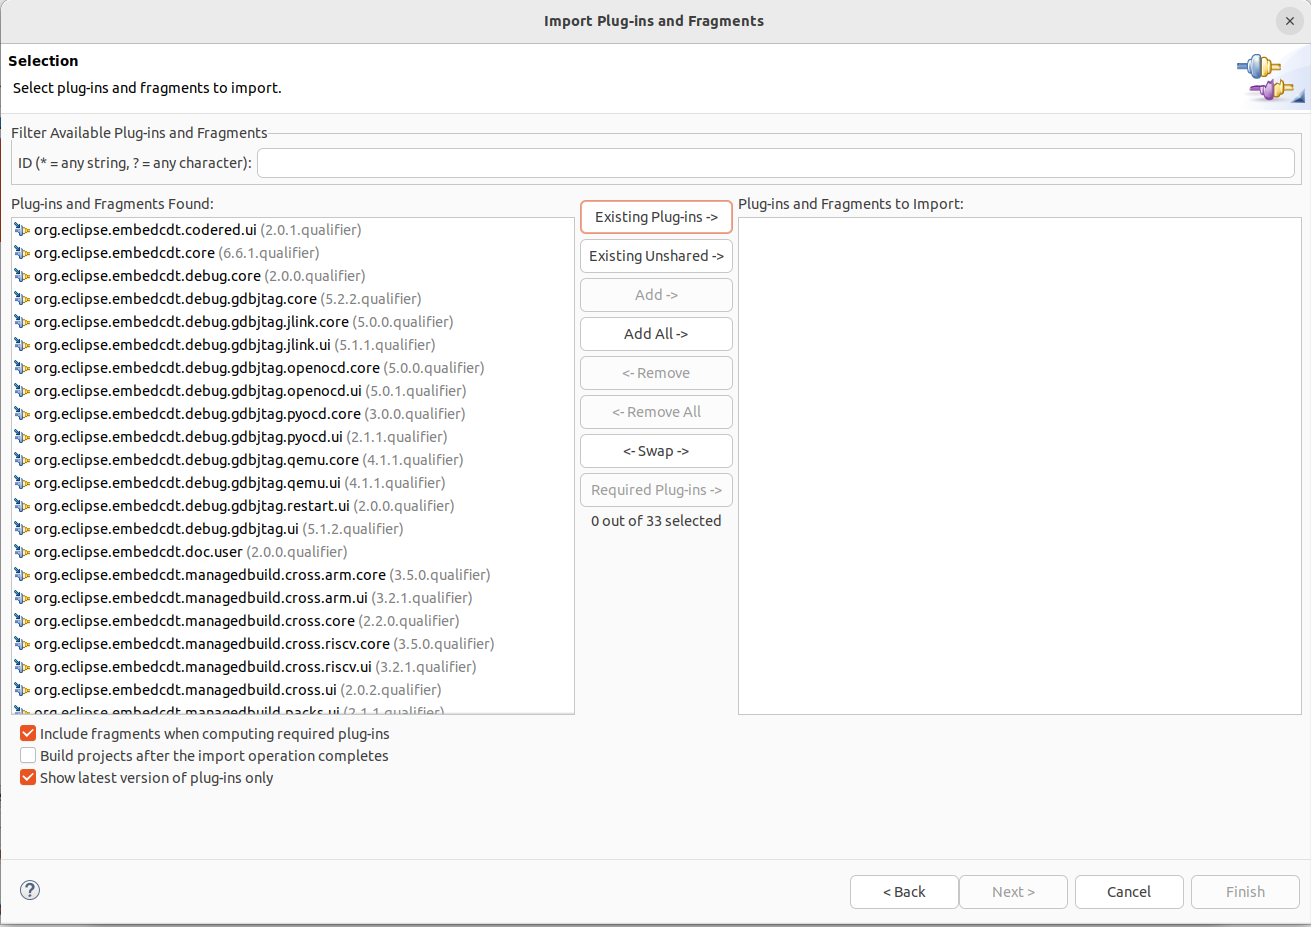 Import Plug-ins and Fragments
Selection
Select plug-ins and fragments to import.
Filter Available Plug-ins and Fragments
ID (* = any string, ? = any character):
Plug-ins and Fragments Found:
org.eclipse.embedcdt.codered.ui (2.0.1.qualifier)
org.eclipse.embedcdt.core (6.6.1.qualifier)
org.eclipse.embedcdt.debug.core (2.0.0.qualifier)
org.eclipse.embedcdt.debug.gdbjtag.core (5.2.2.qualifier)
org.eclipse.embedcdt.debug.gdbjtag.jlink.core (5.0.0.qualifier)
org.eclipse.embedcdt.debug.gdbjtag.jlink.ui (5.1.1.qualifier)
org.eclipse.embedcdt.debug.gdbjtag.openocd.core (5.0.0.qualifier)
org.eclipse.embedcdt.debug.gdbjtag.openocd.ui (5.0.1.qualifier)
org.eclipse.embedcdt.debug.gdbjtag.pyocd.core (3.0.0.qualifier)
org.eclipse.embedcdt.debug.gdbjtag.pyocd.ui (2.1.1.qualifier)
org.eclipse.embedcdt.debug.gdbjtag.qemu.core (4.1.1.qualifier)
org.eclipse.embedcdt.debug.gdbjtag.qemu.ui (4.1.1.qualifier)
org.eclipse.embedcdt.debug.gdbjtag.restart.ui (2.0.0.qualifier)
org.eclipse.embedcdt.debug.gdbjtag.ui (5.1.2.qualifier)
org.eclipse.embedcdt.doc.user (2.0.0.qualifier)
org.eclipse.embedcdt.managedbuild.cross.arm.core (3.5.0.qualifier)
org.eclipse.embedcdt.managedbuild.cross.arm.ui (3.2.1.qualifier)
org.eclipse.embedcdt.managedbuild.cross.core (2.2.0.qualifier)
org.eclipse.embedcdt.managedbuild.cross.riscv.core (3.5.0.qualifier)
org.eclipse.embedcdt.managedbuild.cross.riscv.ui (3.2.1.qualifier)
org.eclipse.embedcdt.managedbuild.cross.ui (2.0.2.qualifier)
org.eclipse.embedcdt.managedbuild.packs.ui (2.1.1.qualifier)
Existing Plug-ins ->
Existing Unshared ->
Add ->
Add All ->
<- Remove
<- Remove All
<- Swap ->
Required Plug-ins ->
0 out of 33 selected
Plug-ins and Fragments to Import:
Include fragments when computing required plug-ins
Build projects after the import operation completes
Show latest version of plug-ins only
?
< Back
Next >
Cancel
Finish